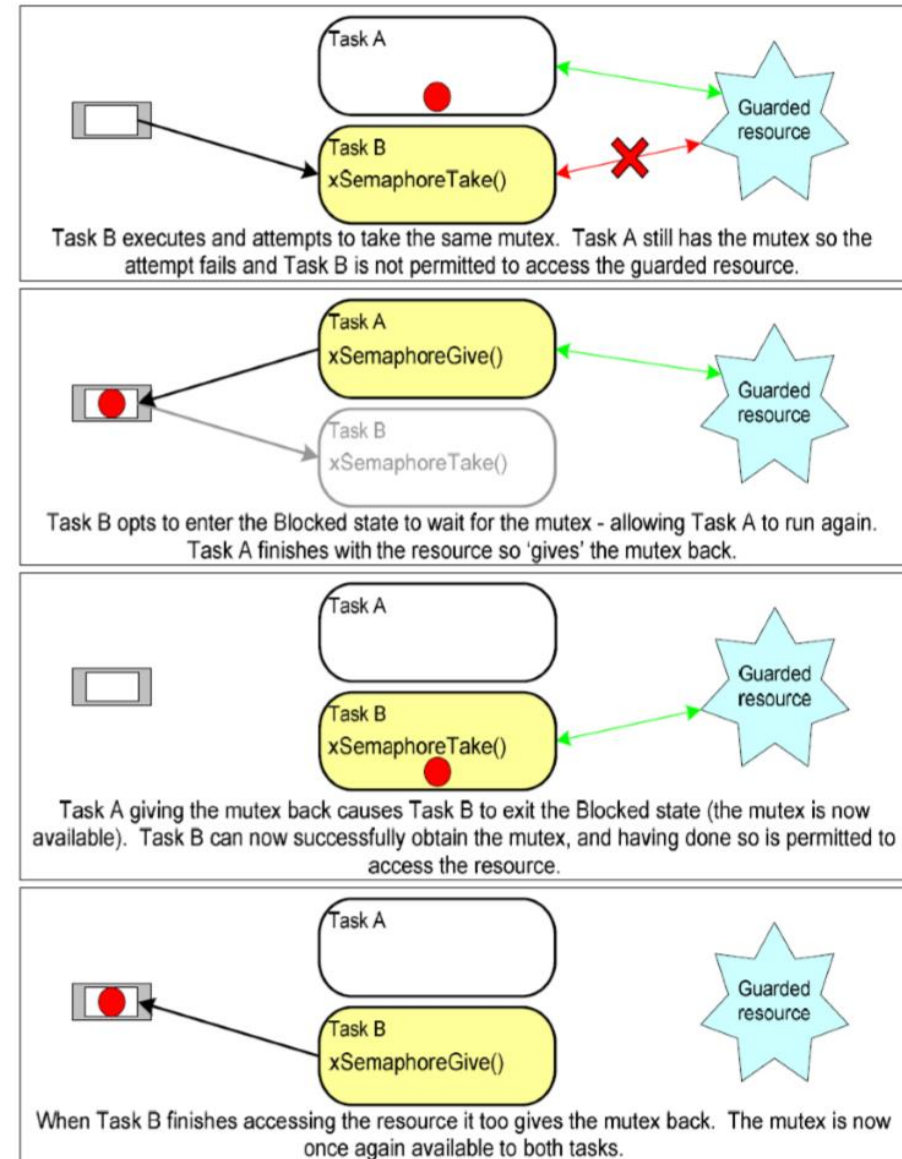 Task A
Guarded
resource
Task B
xSemaphoreTake()
Task B executes and attempts to take the same mutex.  Task A still has the mutex so the
attempt fails and Task B is not permitted to access the guarded resource.
Task A
xSemaphoreGive()
Guarded
resource
Task B
xSemaphoreTake()
Task B opts to enter the Blocked state to wait for the mutex - allowing Task A to run again.
Task A finishes with the resource so 'gives' the mutex back.
Task A
Guarded
resource
Task B
xSemaphoreTake()
Task A giving the mutex back causes Task B to exit the Blocked state (the mutex is now
available).  Task B can now successfully obtain the mutex, and having done so is permitted to
access the resource.
Task A
Guarded
resource
Task B
xSemaphoreGive()
When Task B finishes accessing the resource it too gives the mutex back.  The mutex is now
once again available to both tasks.